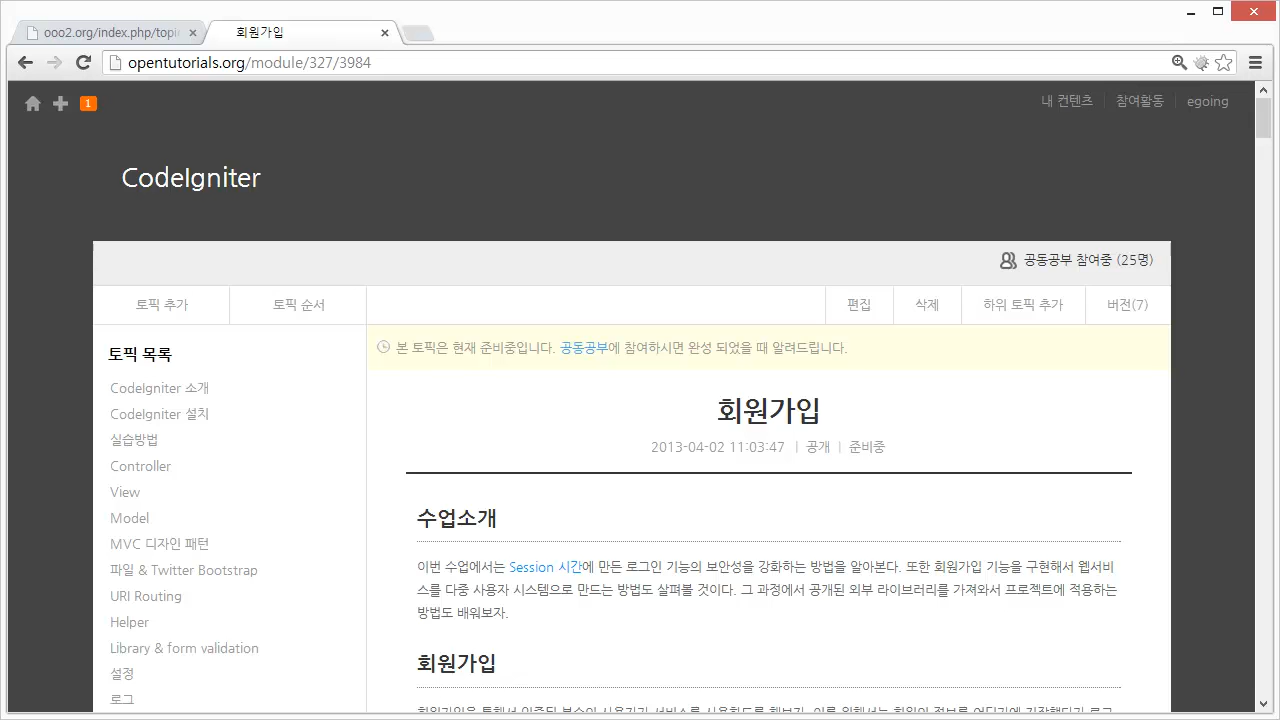 ooo2.org/index.php/topi
회원가입
opentutorials.org/module/327/3984
1
내 컨텐츠
참여활동
egoing
CodeIgniter
공동공부 참여중 (25명)
토픽 추가
토픽 순서
편집
삭제
하위 토픽 추가
버전(7)
토픽 목록
CodeIgniter 소개
CodeIgniter 설치
실습방법
Controller
View
Model
MVC 디자인 패턴
파일 & Twitter Bootstrap
URI Routing
Helper
Library & form validation
설정
로그
본 토픽은 현재 준비중입니다. 공동공부에 참여하시면 완성 되었을 때 알려드립니다.
회원가입
2013-04-02 11:03:47 | 공개 | 준비중
수업소개
이번 수업에서는 Session 시간에 만든 로그인 기능의 보안성을 강화하는 방법을 알아본다. 또한 회원가입 기능을 구현해서 웹서비
스를 다중 사용자 시스템으로 만드는 방법도 살펴볼 것이다. 그 과정에서 공개된 외부 라이브러리를 가져와서 프로젝트에 적용하는
방법도 배워보자.
회원가입